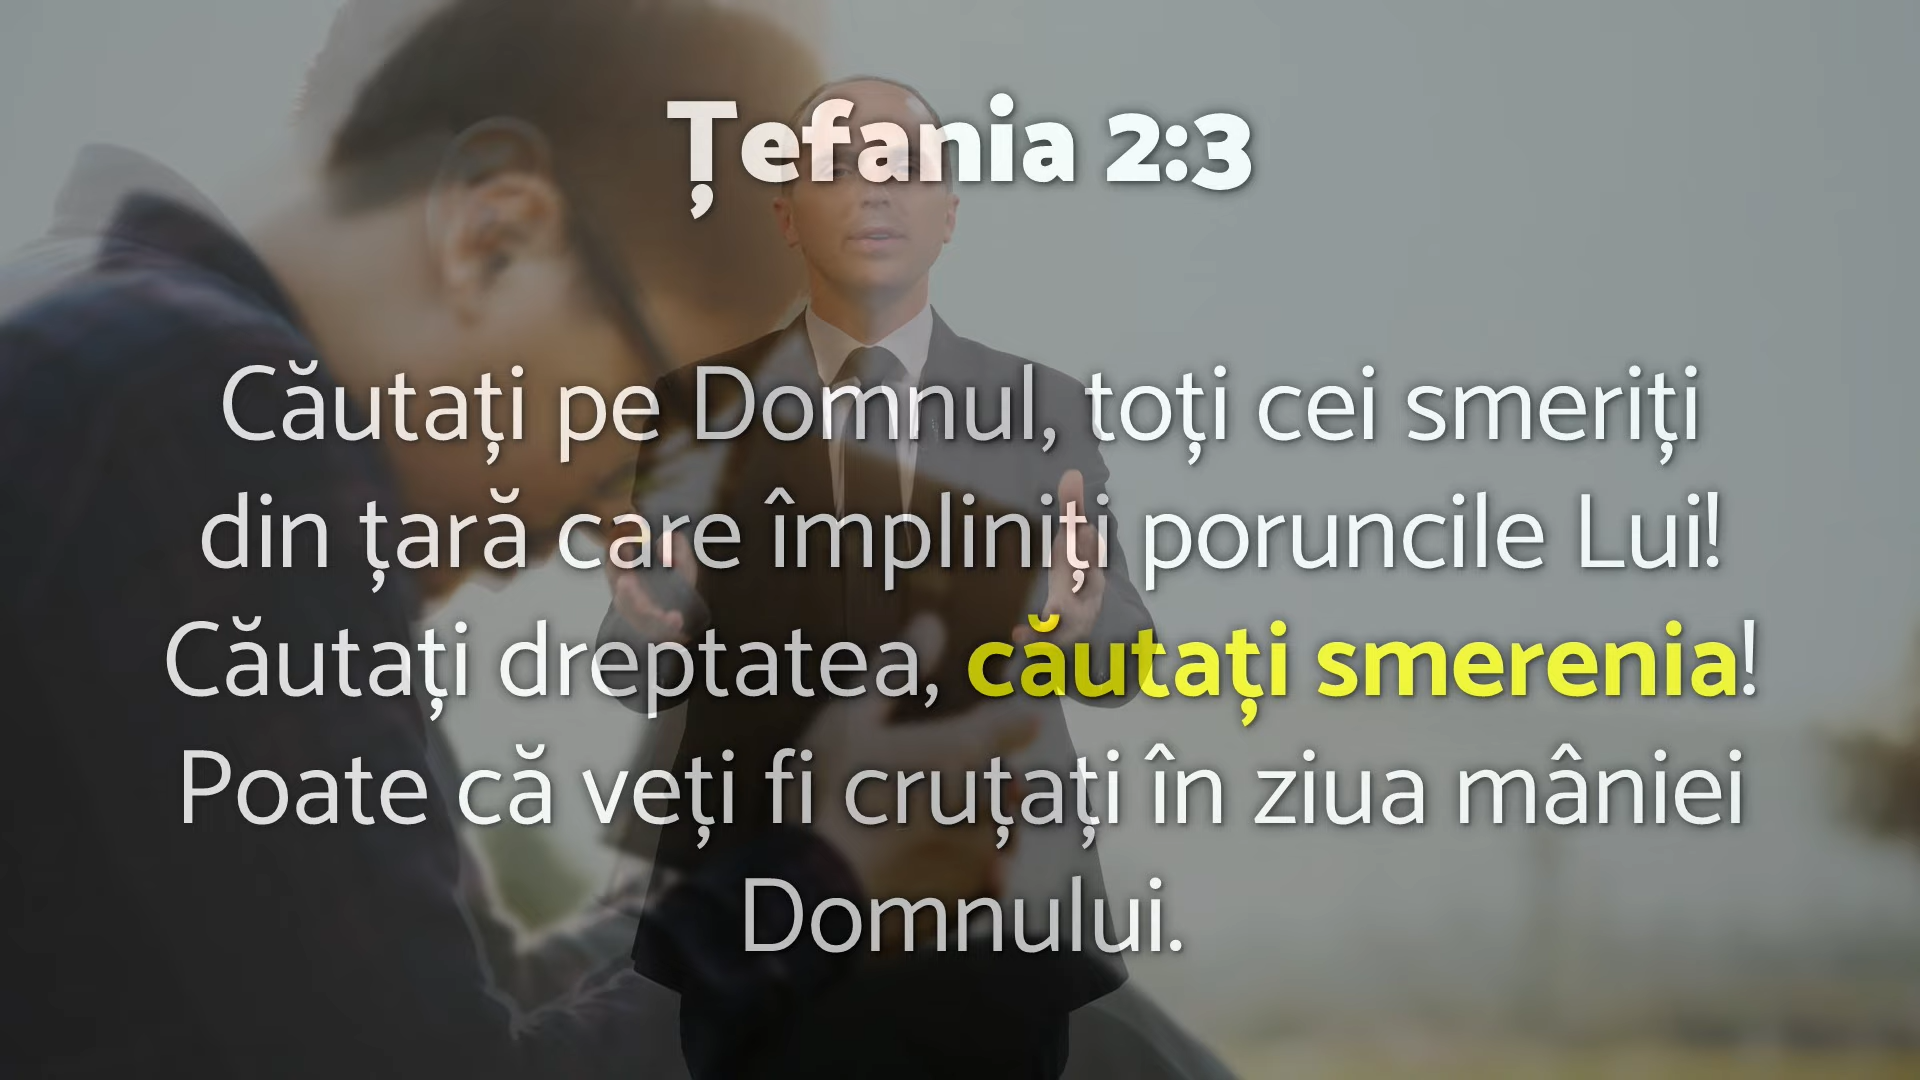 Țefania 2:3
Căutați pe Domnul, toți cei smeriți
din țară care împliniți poruncile Lui!
Căutați dreptatea, căutați smerenia!
Poate că veți fi cruțați în ziua mâniei
Domnului.